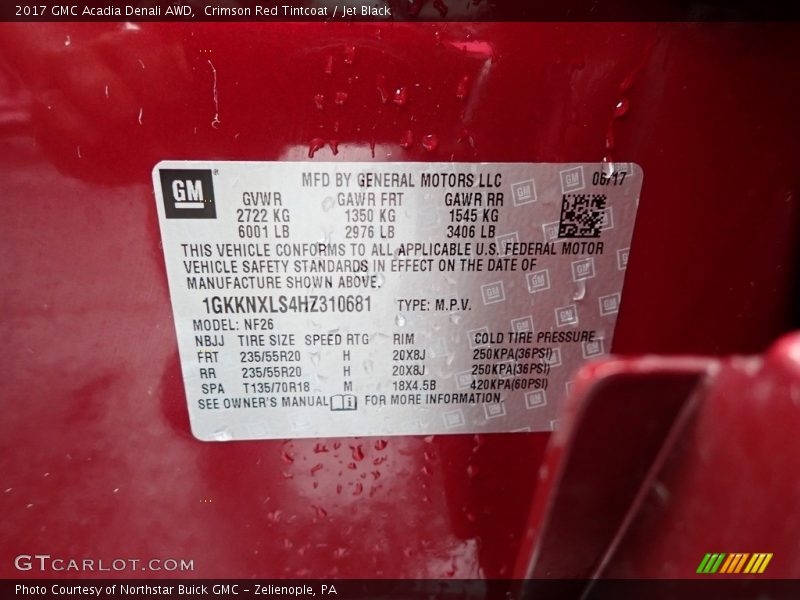 2017 GMC Acadia Denali AWD,  Crimson Red Tintcoat / Jet Black
GM
MFD BY GENERAL MOTORS LLC 06/17
GVWR GAWR FRT GAWR RR
2722 KG 1350 KG 1545 KG
6001 LB 2976 LB 3406 LB
THIS VEHICLE CONFORMS TO ALL APPLICABLE U.S. FEDERAL MOTOR
VEHICLE SAFETY STANDARDS IN EFFECT ON THE DATE OF
MANUFACTURE SHOWN ABOVE.
1GKKNXLS4HZ310681 TYPE: M.P.V.
MODEL: NF26
NBJJ TIRE SIZE SPEED RTG RIM COLD TIRE PRESSURE
FRT 235/55R20 H 20X8J 250KPA(36PSI)
RR 235/55R20 H 20X8J 250KPA(36PSI)
SPA T135/70R18 M 18X4.5B 420KPA(60PSI)
SEE OWNER'S MANUAL FOR MORE INFORMATION.
GTCARLOT.COM
Photo Courtesy of Northstar Buick GMC - Zelienople, PA